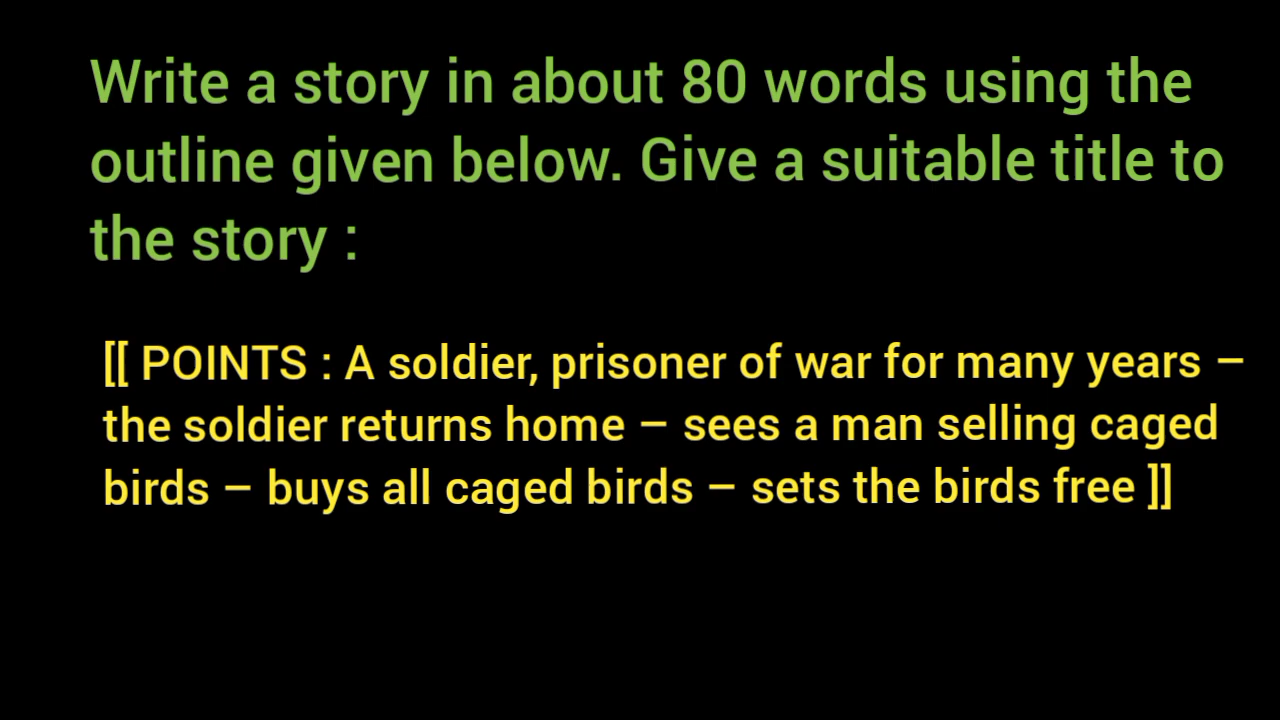 Write a story in about 80 words using the
outline given below. Give a suitable title to
the story :
[[ POINTS : A soldier, prisoner of war for many years –
the soldier returns home – sees a man selling caged
birds – buys all caged birds – sets the birds free ]]